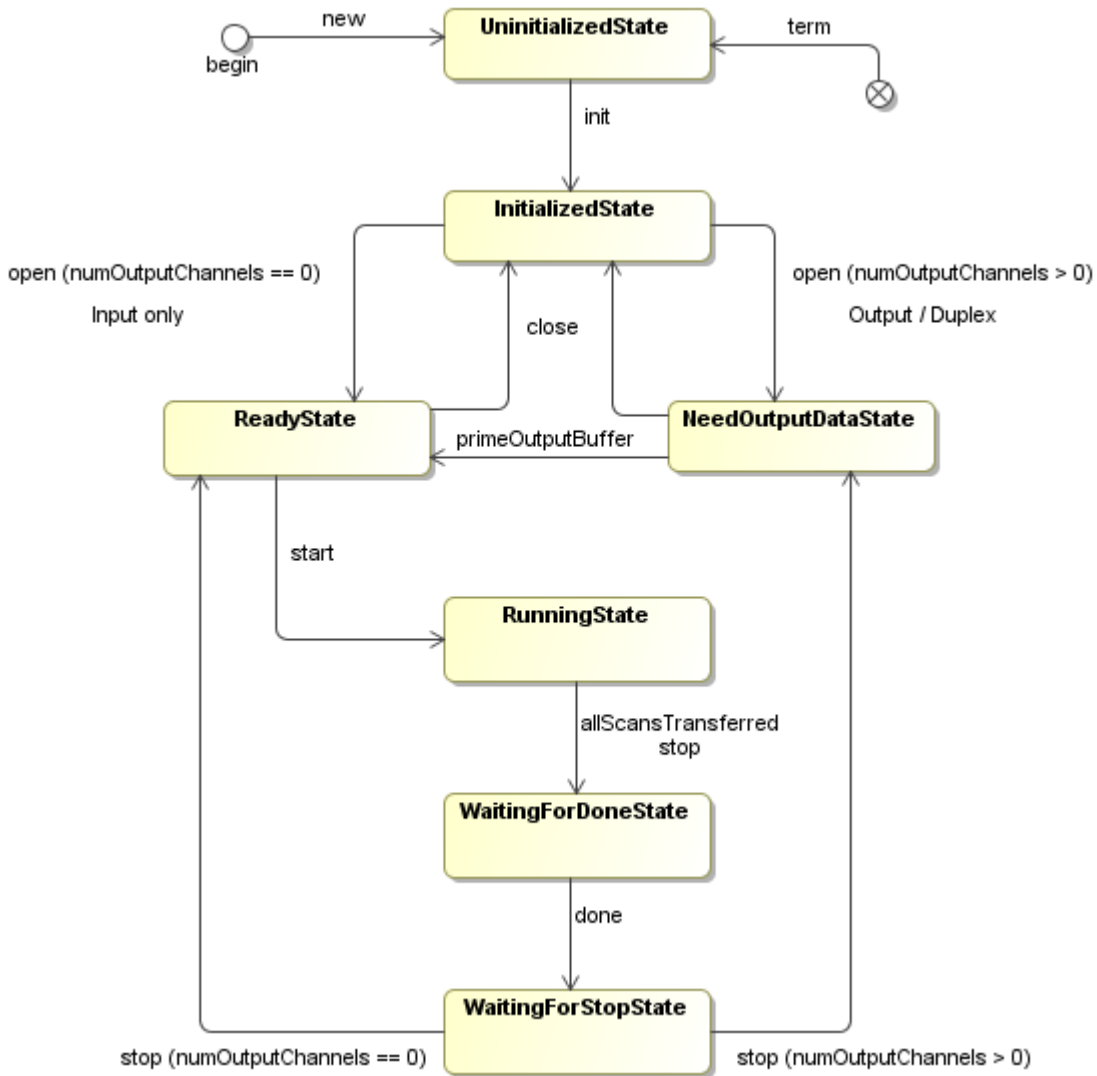 new
UninitializedState
term
begin
init
InitializedState
open (numOutputChannels == 0)
Input only
open (numOutputChannels > 0)
Output / Duplex
close
ReadyState
NeedOutputDataState
primeOutputBuffer
start
RunningState
allScansTransferred
stop
WaitingForDoneState
done
WaitingForStopState
stop (numOutputChannels == 0)
stop (numOutputChannels > 0)